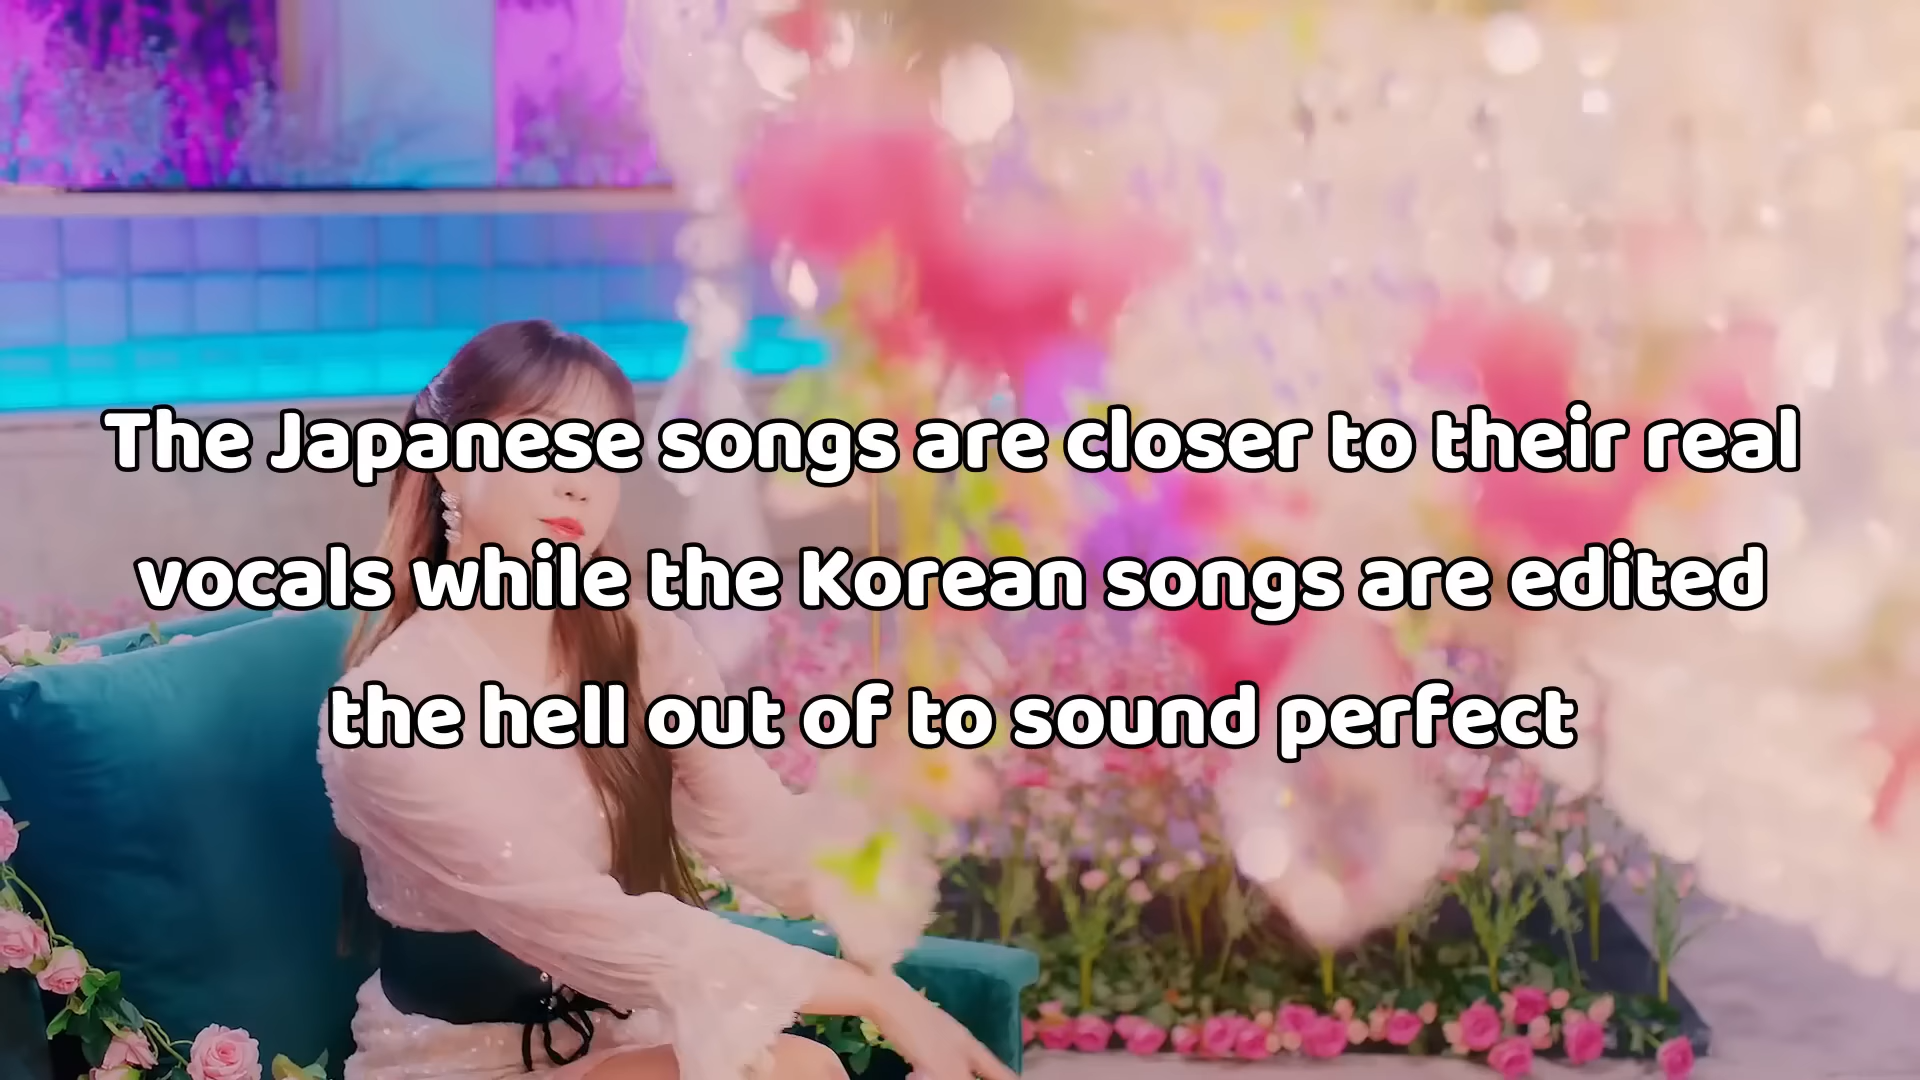 The Japanese songs are closer to their real
vocals while the Korean songs are edited
the hell out of to sound perfect